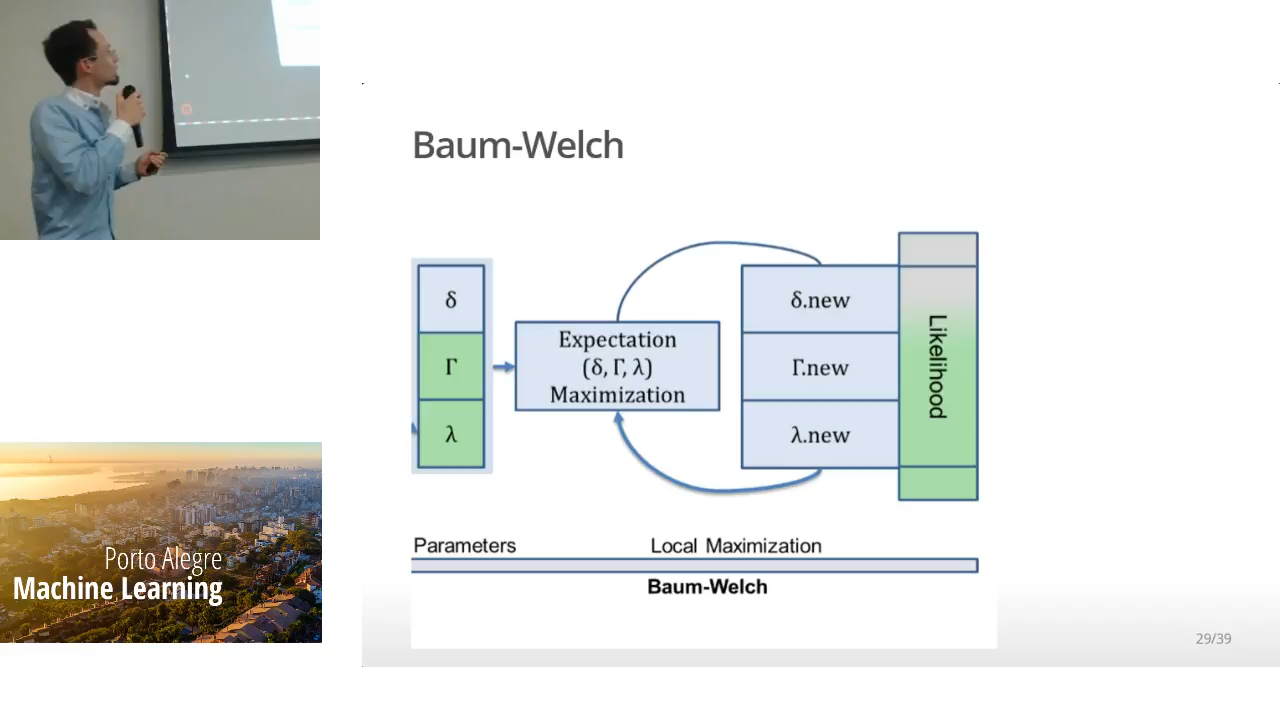 Baum-Welch
δ
Γ
λ
Expectation
(δ, Γ, λ)
Maximization
δ.new
Γ.new
λ.new
Likelihood
Parameters
Local Maximization
Baum-Welch
29/39
Porto Alegre
Machine Learning